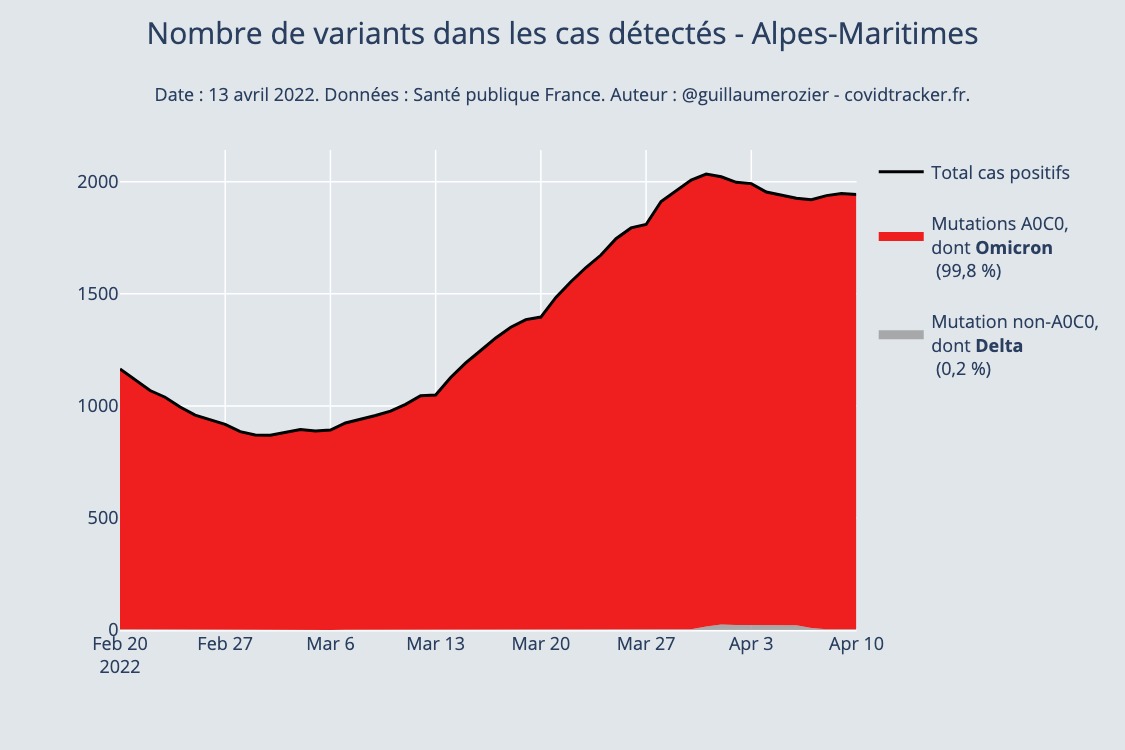 Nombre de variants dans les cas détectés - Alpes-Maritimes
Date : 13 avril 2022. Données : Santé publique France. Auteur : @guillaumerozier - covidtracker.fr.
2000
1500
1000
500
0
Feb 20
2022
Feb 27
Mar 6
Mar 13
Mar 20
Mar 27
Apr 3
Apr 10
Total cas positifs
Mutations A0C0,
dont Omicron
(99,8 %)
Mutation non-A0C0,
dont Delta
(0,2 %)